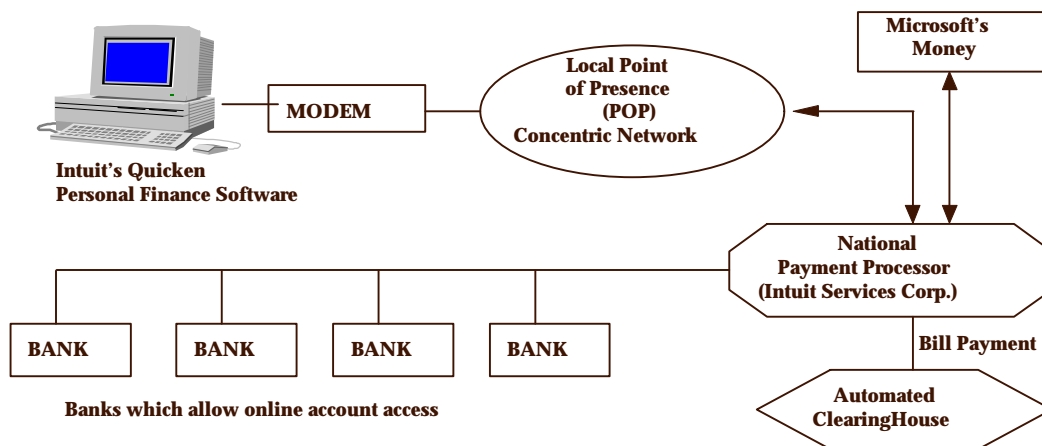 Microsoft's
Money
Local Point
of Presence
(POP)
Concentric Network
MODEM
Intuit's Quicken
Personal Finance Software
National
Payment Processor
(Intuit Services Corp.)
BANK
BANK
BANK
BANK
Bill Payment
Banks which allow online account access
Automated
ClearingHouse